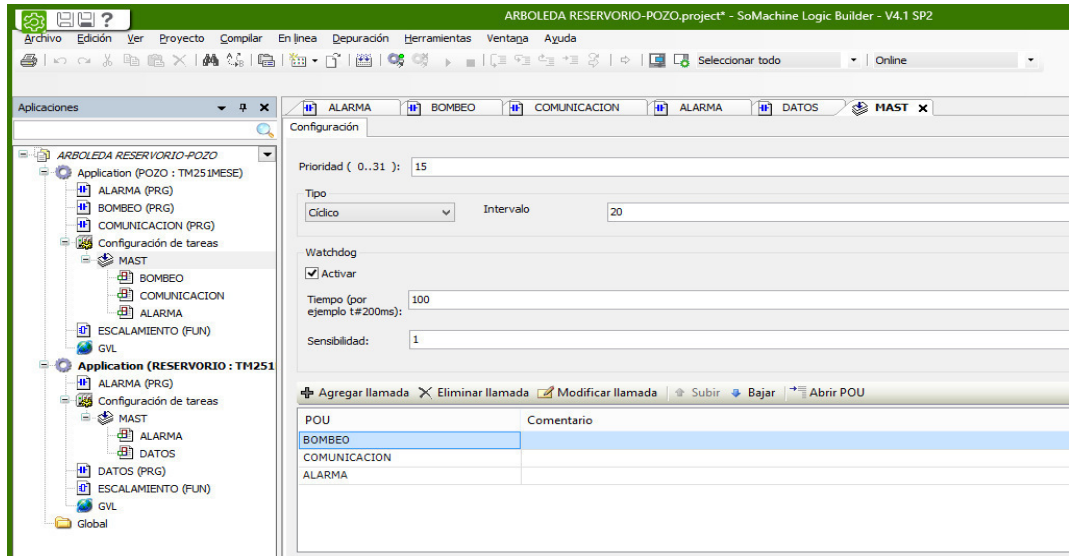 ARBOLEDA RESERVORIO-POZO.project* - SoMachine Logic Builder - V4.1 SP2
Archivo Edición Ver Proyecto Compilar En línea Depuración Herramientas Ventana Ayuda
Seleccionar todo Online
Aplicaciones
ALARMA BOMBEO COMUNICACION ALARMA DATOS MAST
Configuración
ARBOLEDA RESERVORIO-POZO
Application (POZO : TM251MESE)
ALARMA (PRG)
BOMBEO (PRG)
COMUNICACION (PRG)
Configuración de tareas
MAST
BOMBEO
COMUNICACION
ALARMA
ESCALAMIENTO (FUN)
GVL
Application (RESERVORIO : TM251
ALARMA (PRG)
Configuración de tareas
MAST
ALARMA
DATOS
DATOS (PRG)
ESCALAMIENTO (FUN)
GVL
Global
Prioridad ( 0..31 ): 15
Tipo
Cíclico Intervalo 20
Watchdog
Activar
Tiempo (por
ejemplo t#200ms): 100
Sensibilidad: 1
Agregar llamada Eliminar llamada Modificar llamada Subir Bajar Abrir POU
POU Comentario
BOMBEO
COMUNICACION
ALARMA